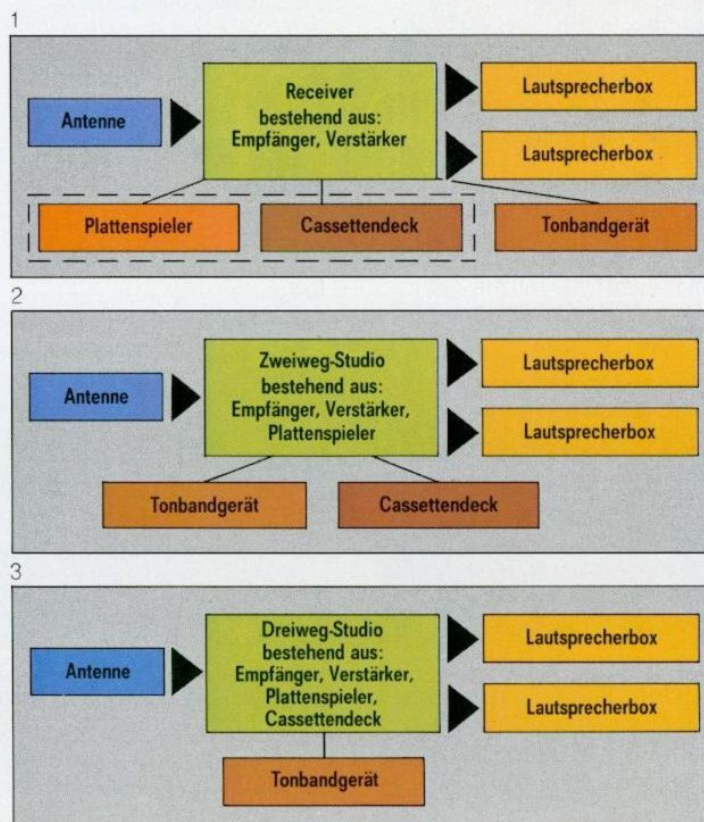 1
Antenne
Receiver
bestehend aus:
Empfänger, Verstärker
Lautsprecherbox
Lautsprecherbox
Plattenspieler
Cassettendeck
Tonbandgerät
2
Antenne
Zweiweg-Studio
bestehend aus:
Empfänger, Verstärker,
Plattenspieler
Lautsprecherbox
Lautsprecherbox
Tonbandgerät
Cassettendeck
3
Antenne
Dreiweg-Studio
bestehend aus:
Empfänger, Verstärker,
Plattenspieler,
Cassettendeck
Lautsprecherbox
Lautsprecherbox
Tonbandgerät